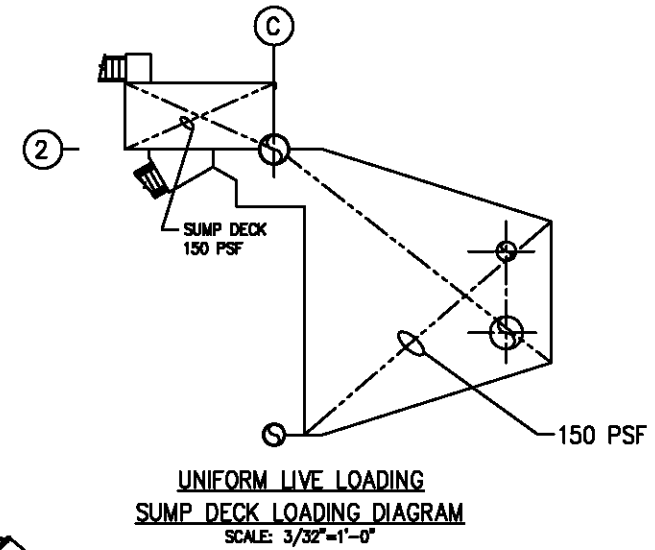 C
2
SUMP DECK
150 PSF
150 PSF
UNIFORM LIVE LOADING
SUMP DECK LOADING DIAGRAM
SCALE: 3/32"=1'-0"